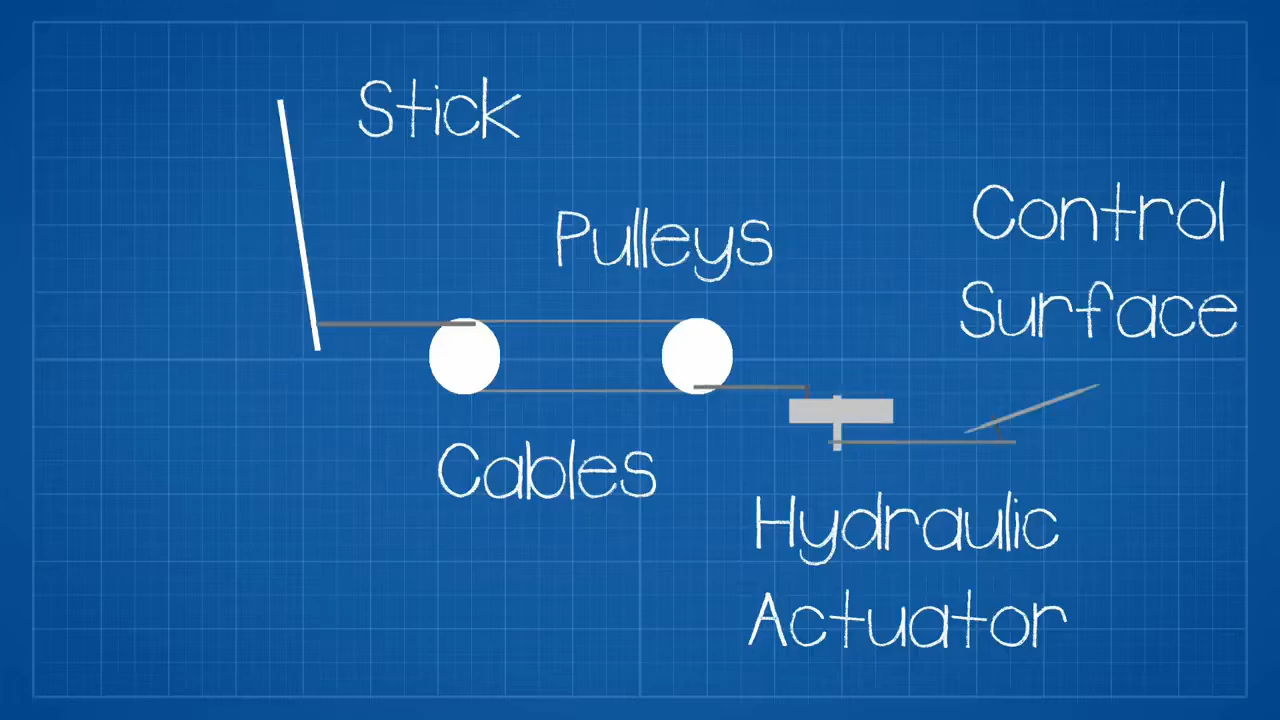 Stick
Pulleys
Control
Surface
Cables
Hydraulic
Actuator